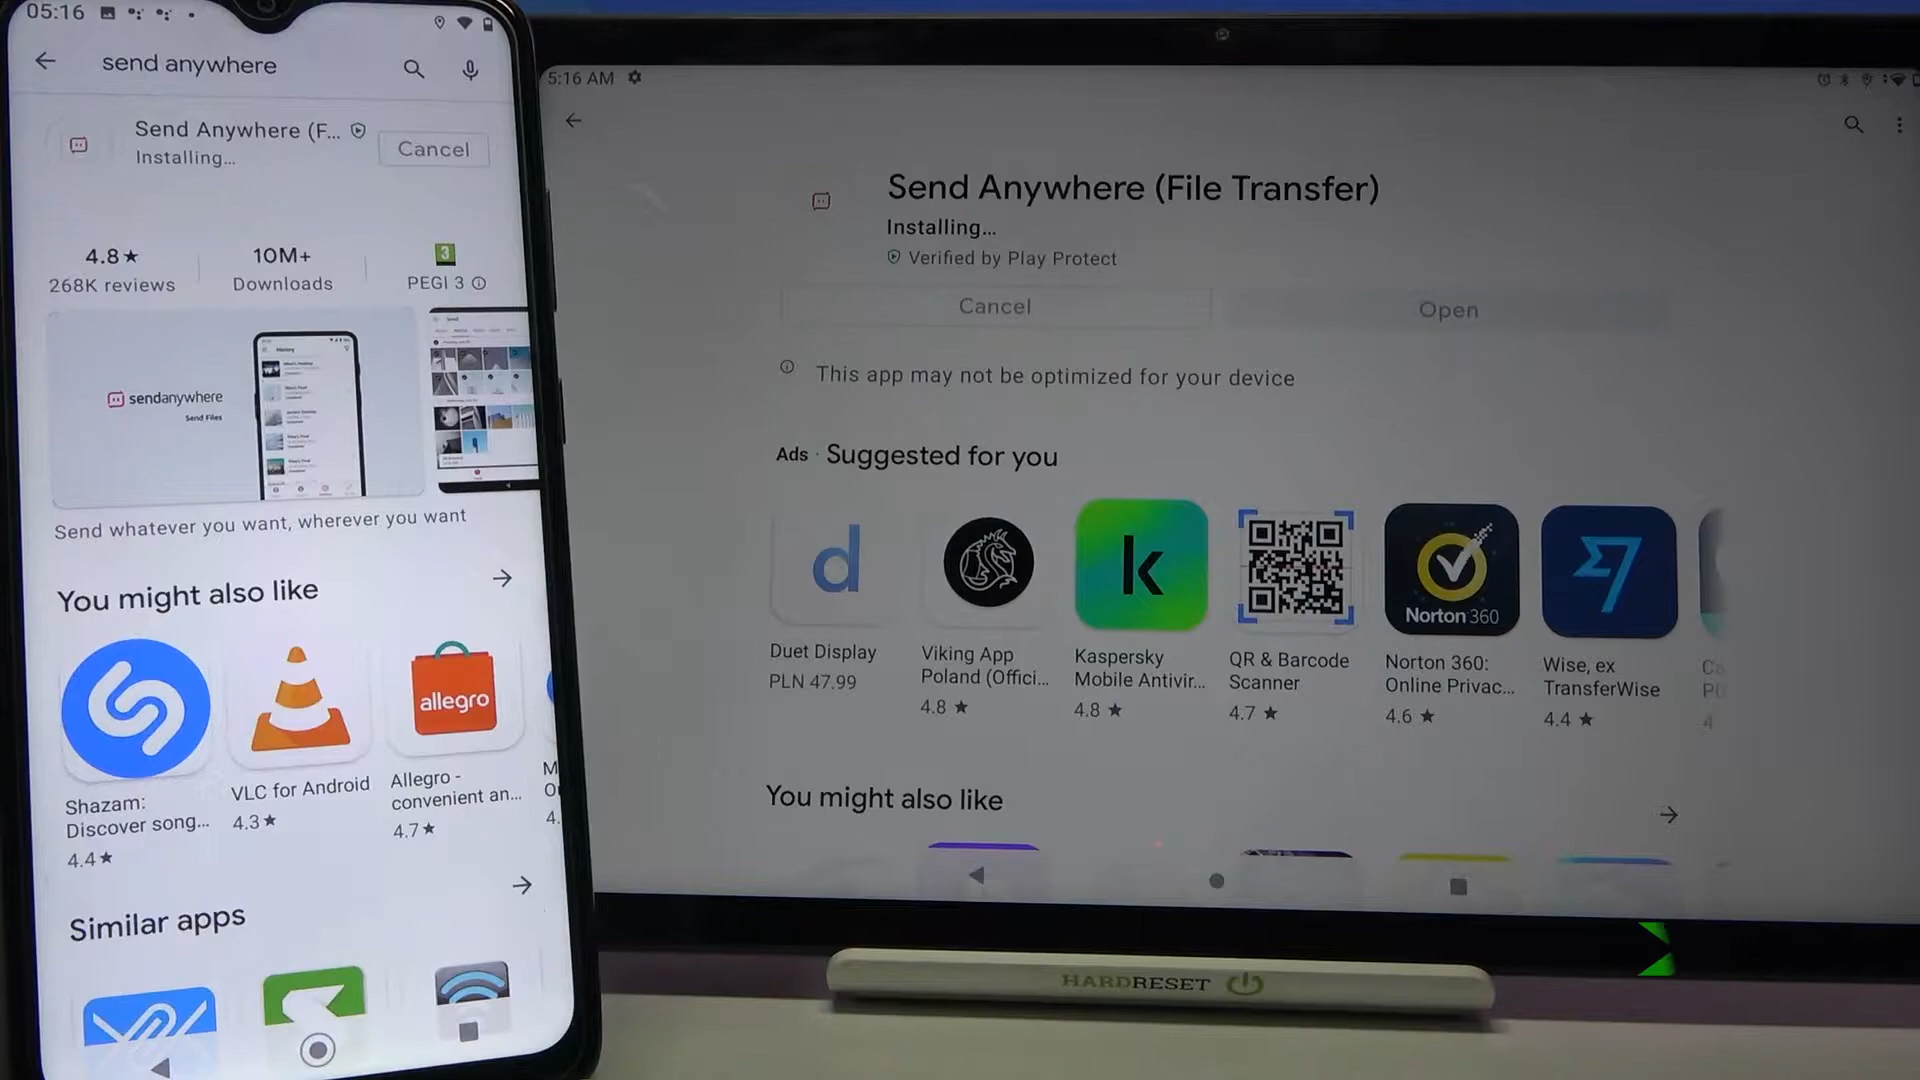 05:16
send anywhere
Send Anywhere (F...
Installing...
Cancel
4.8★
268K reviews
10M+
Downloads
3
PEGI 3
sendanywhere
Send Files
Send whatever you want, wherever you want
You might also like
Shazam:
Discover song...
4.4★
VLC for Android
4.3★
allegro
Allegro -
convenient an...
4.7★
Similar apps
5:16 AM
Send Anywhere (File Transfer)
Installing...
Verified by Play Protect
Cancel
Open
This app may not be optimized for your device
Ads · Suggested for you
d
Duet Display
PLN 47.99
Viking App
Poland (Offici...
4.8 ★
k
Kaspersky
Mobile Antivir...
4.8 ★
QR & Barcode
Scanner
4.7 ★
Norton 360
Norton 360:
Online Privac...
4.6 ★
Wise, ex
TransferWise
4.4 ★
You might also like
HARDRESET